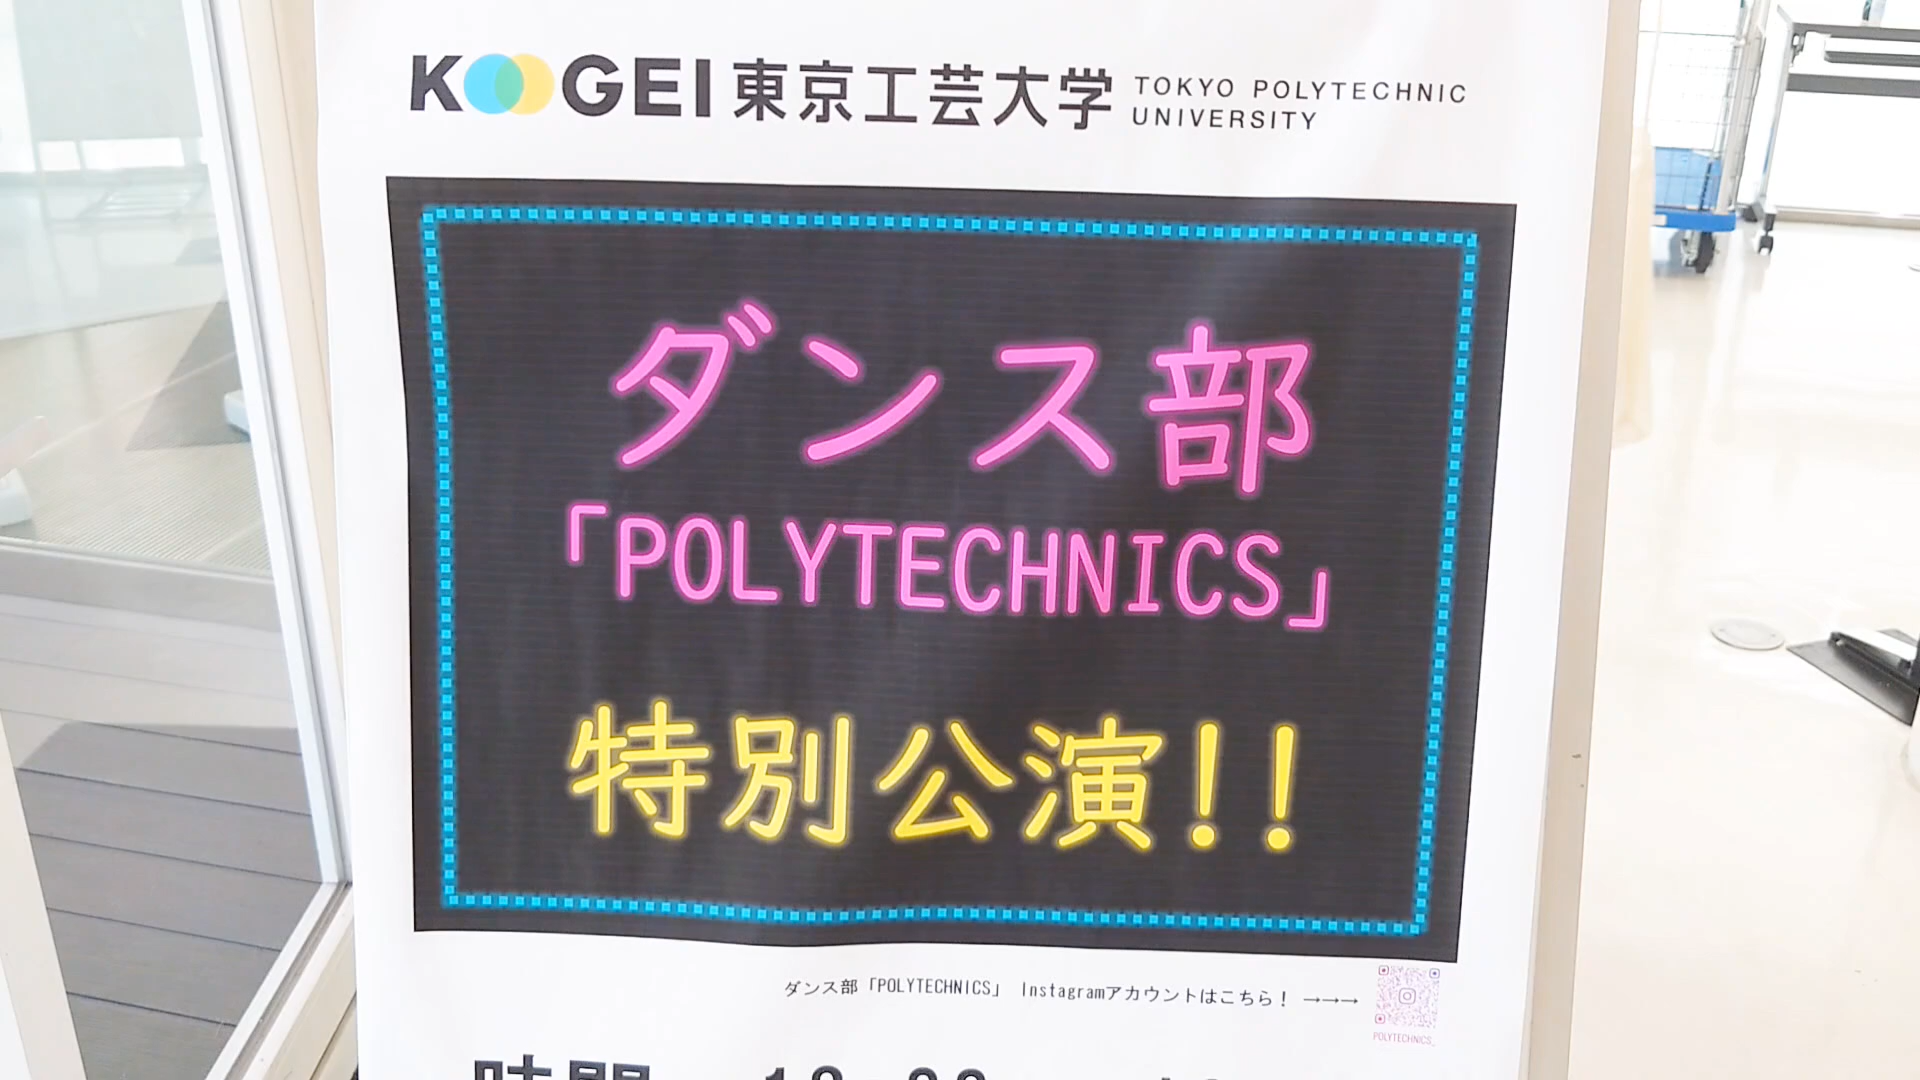 KOOGEI 東京工芸大学 TOKYO POLYTECHNIC UNIVERSITY
ダンス部
「POLYTECHNICS」
特別公演!!
ダンス部「POLYTECHNICS」 Instagramアカウントはこちら! →→→
POLYTECHNICS_
時間